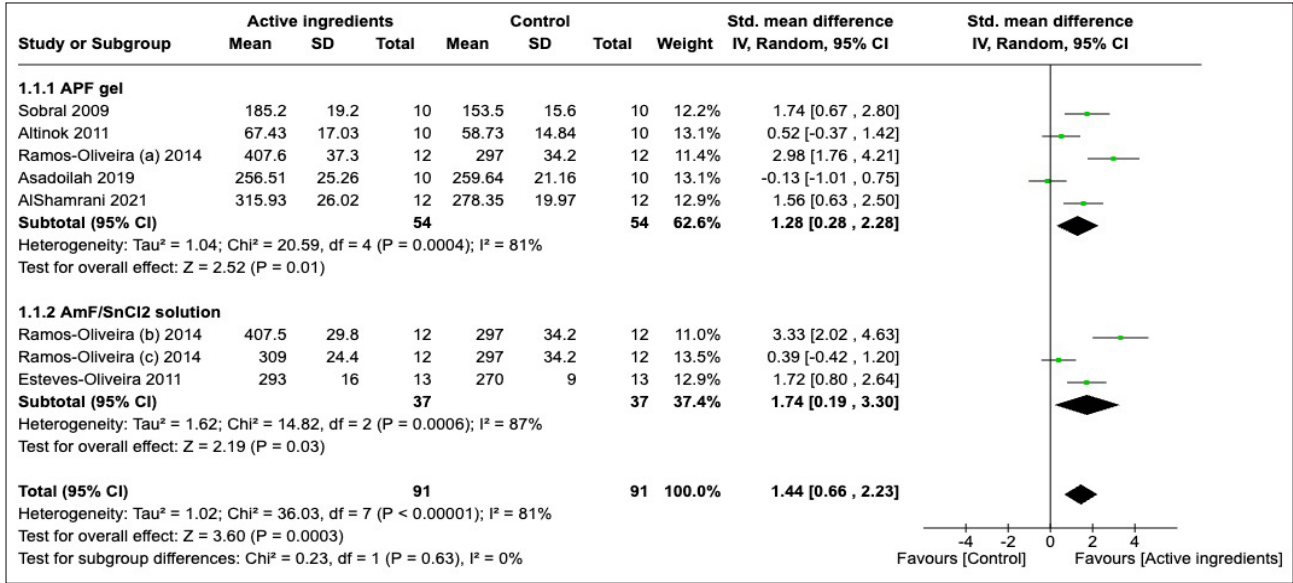 Active ingredients Control Std. mean difference Std. mean difference
Study or Subgroup Mean SD Total Mean SD Total Weight IV, Random, 95% CI IV, Random, 95% CI
1.1.1 APF gel
Sobral 2009 185.2 19.2 10 153.5 15.6 10 12.2% 1.74 [0.67 , 2.80]
Altinok 2011 67.43 17.03 10 58.73 14.84 10 13.1% 0.52 [-0.37 , 1.42]
Ramos-Oliveira (a) 2014 407.6 37.3 12 297 34.2 12 11.4% 2.98 [1.76 , 4.21]
Asadoilah 2019 256.51 25.26 10 259.64 21.16 10 13.1% -0.13 [-1.01 , 0.75]
AlShamrani 2021 315.93 26.02 12 278.35 19.97 12 12.9% 1.56 [0.63 , 2.50]
Subtotal (95% CI) 54 54 62.6% 1.28 [0.28 , 2.28]
Heterogeneity: Tau² = 1.04; Chi² = 20.59, df = 4 (P = 0.0004); I² = 81%
Test for overall effect: Z = 2.52 (P = 0.01)
1.1.2 AmF/SnCl2 solution
Ramos-Oliveira (b) 2014 407.5 29.8 12 297 34.2 12 11.0% 3.33 [2.02 , 4.63]
Ramos-Oliveira (c) 2014 309 24.4 12 297 34.2 12 13.5% 0.39 [-0.42 , 1.20]
Esteves-Oliveira 2011 293 16 13 270 9 13 12.9% 1.72 [0.80 , 2.64]
Subtotal (95% CI) 37 37 37.4% 1.74 [0.19 , 3.30]
Heterogeneity: Tau² = 1.62; Chi² = 14.82, df = 2 (P = 0.0006); I² = 87%
Test for overall effect: Z = 2.19 (P = 0.03)
Total (95% CI) 91 91 100.0% 1.44 [0.66 , 2.23]
Heterogeneity: Tau² = 1.02; Chi² = 36.03, df = 7 (P < 0.00001); I² = 81%
Test for overall effect: Z = 3.60 (P = 0.0003)
Test for subgroup differences: Chi² = 0.23, df = 1 (P = 0.63), I² = 0%
-4 -2 0 2 4
Favours [Control] Favours [Active ingredients]